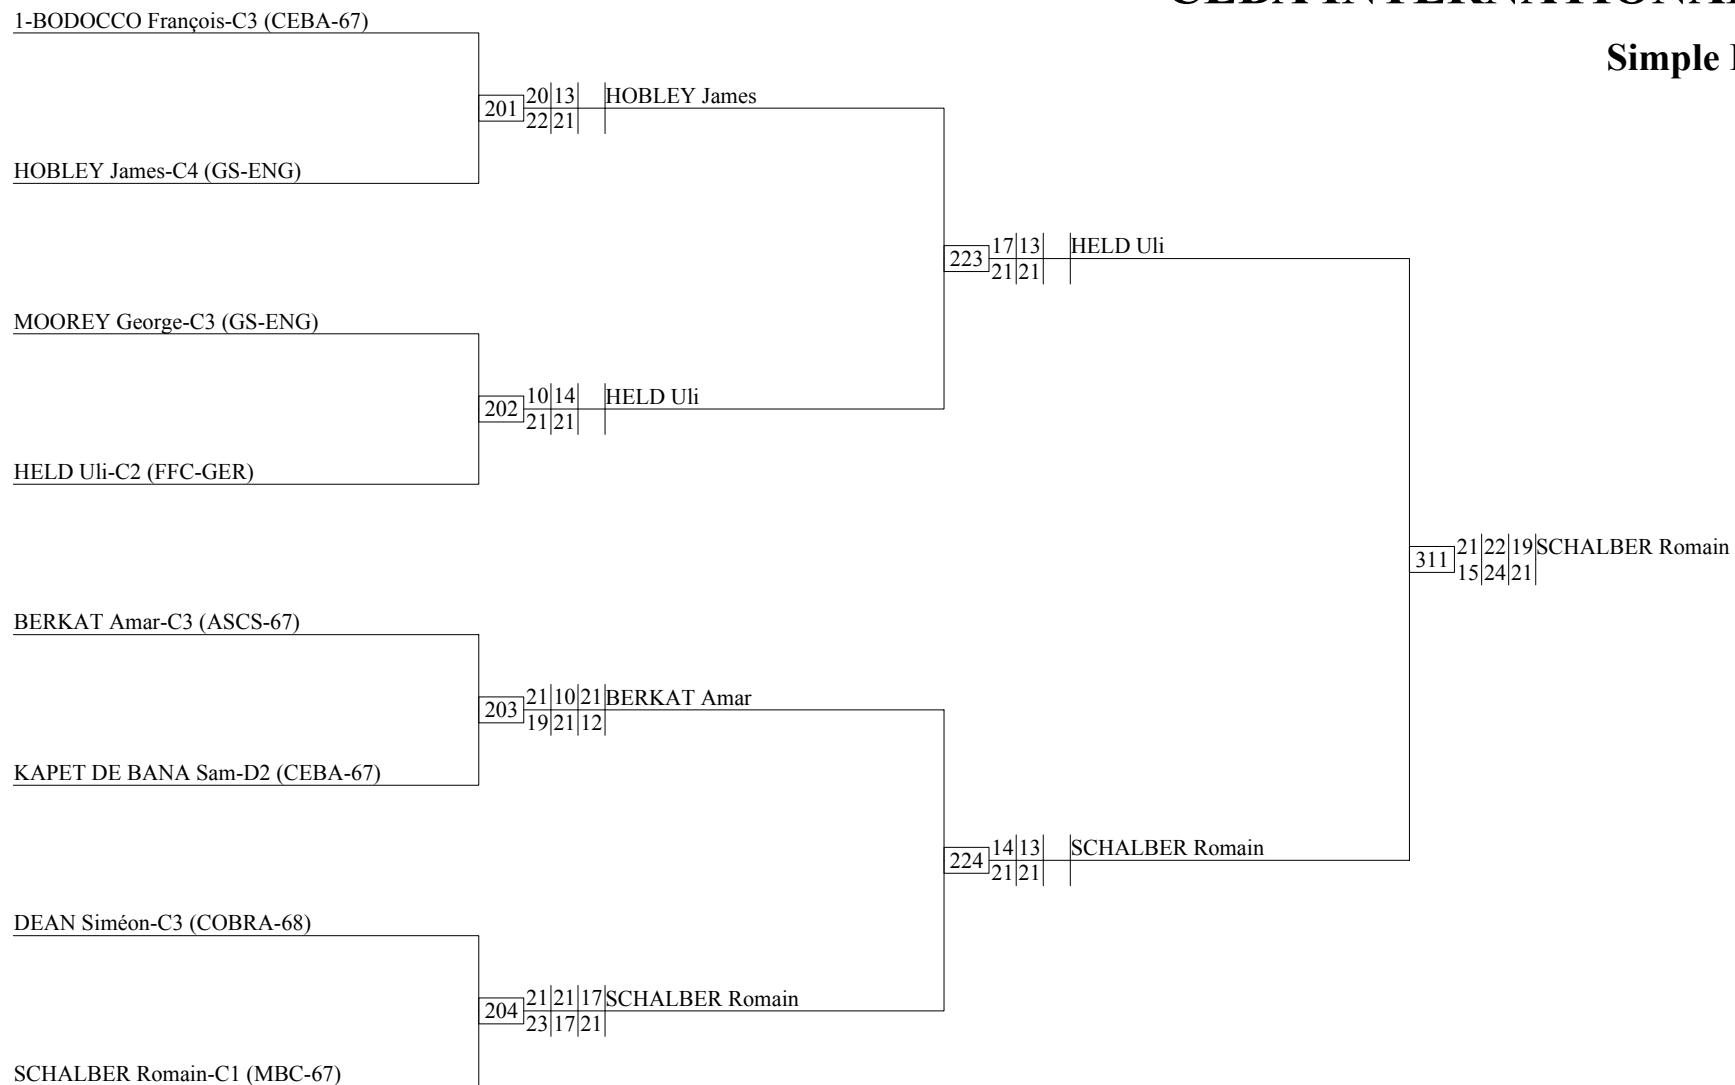 CEBA INTERNATIONAL
Simple
1-BODOCCO François-C3 (CEBA-67)
201
20 13
22 21
HOBLEY James
HOBLEY James-C4 (GS-ENG)
223
17 13
21 21
HELD Uli
MOOREY George-C3 (GS-ENG)
202
10 14
21 21
HELD Uli
HELD Uli-C2 (FFC-GER)
311
21 22 19
15 24 21
SCHALBER Romain
BERKAT Amar-C3 (ASCS-67)
203
21 10 21
19 21 12
BERKAT Amar
KAPET DE BANA Sam-D2 (CEBA-67)
224
14 13
21 21
SCHALBER Romain
DEAN Siméon-C3 (COBRA-68)
204
21 21 17
23 17 21
SCHALBER Romain
SCHALBER Romain-C1 (MBC-67)